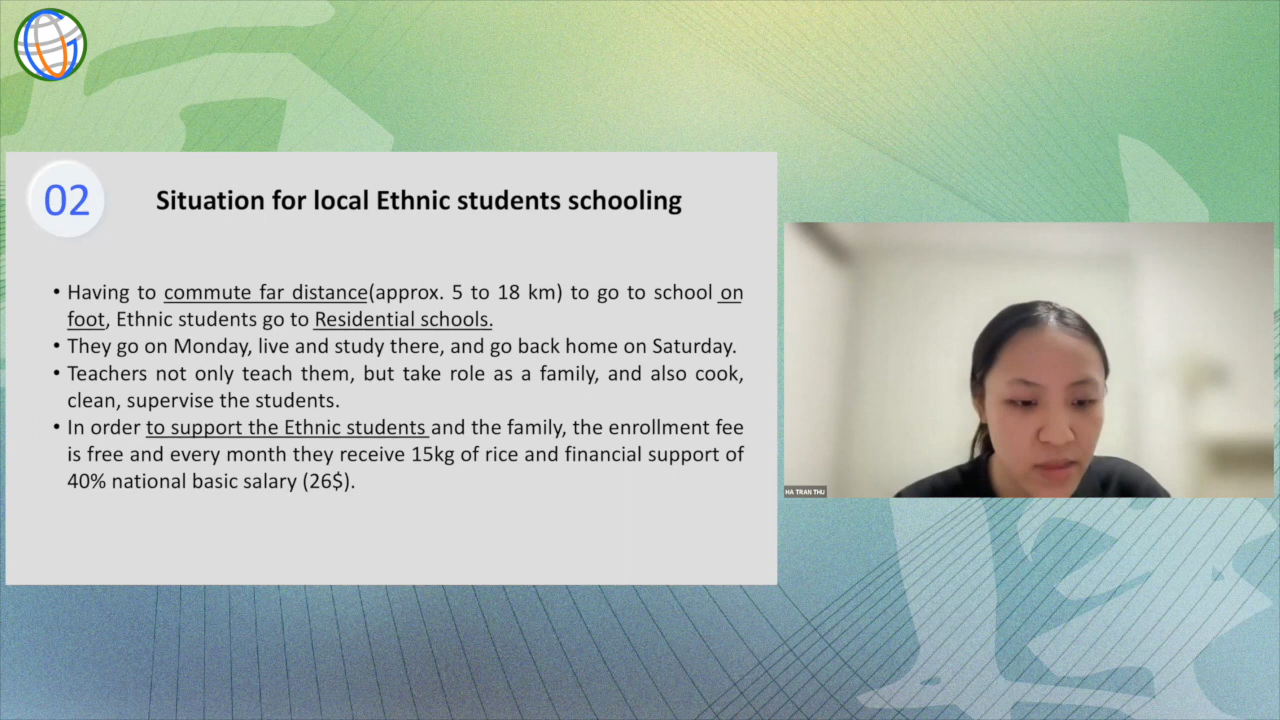 02
Situation for local Ethnic students schooling
• Having to commute far distance(approx. 5 to 18 km) to go to school on
foot, Ethnic students go to Residential schools.
• They go on Monday, live and study there, and go back home on Saturday.
• Teachers not only teach them, but take role as a family, and also cook,
clean, supervise the students.
• In order to support the Ethnic students and the family, the enrollment fee
is free and every month they receive 15kg of rice and financial support of
40% national basic salary (26$).
HA TRAN THU